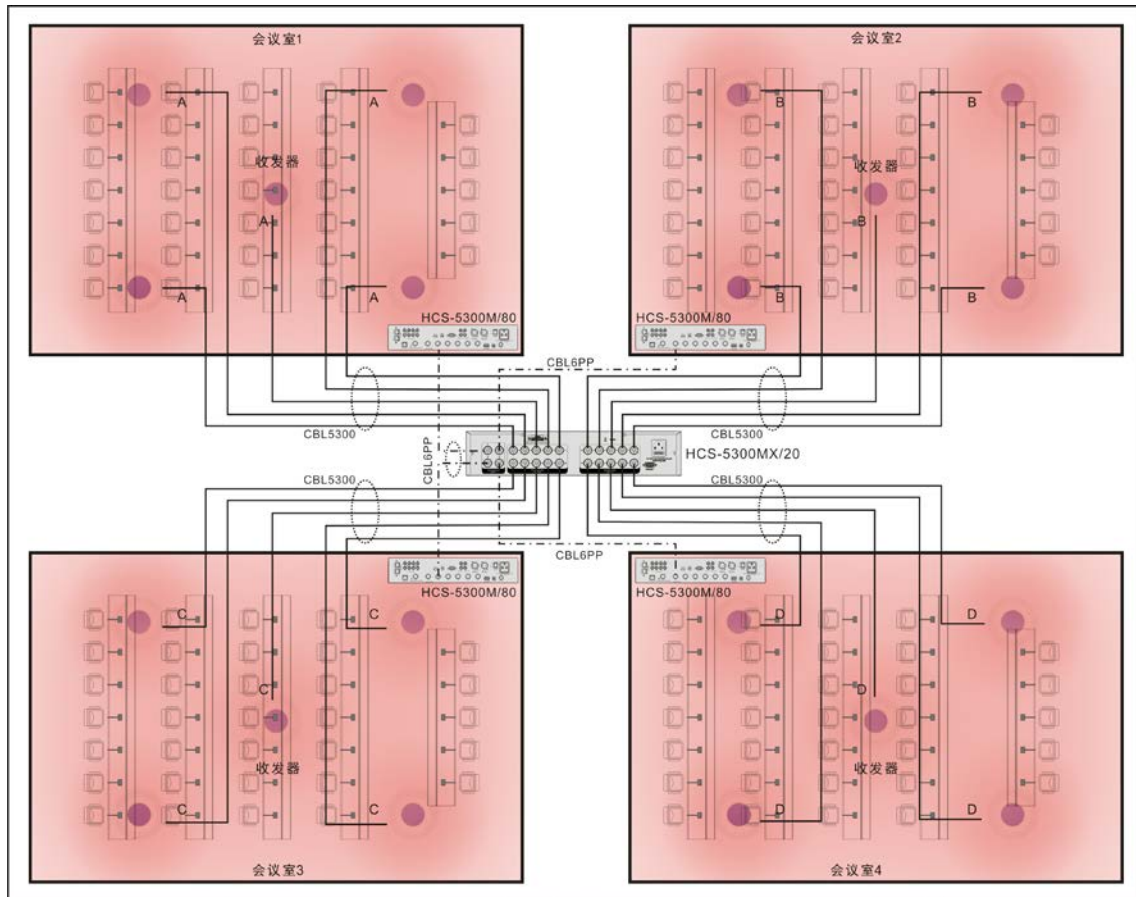 会议室1
会议室2
A
A
B
B
收发器
收发器
A
B
A
A
B
B
HCS-5300M/80
HCS-5300M/80
CBL6PP
CBL5300
CBL5300
CBL6PP
HCS-5300MX/20
CBL5300
CBL5300
CBL6PP
HCS-5300M/80
HCS-5300M/80
C
C
D
D
C
D
收发器
收发器
C
C
D
D
会议室3
会议室4